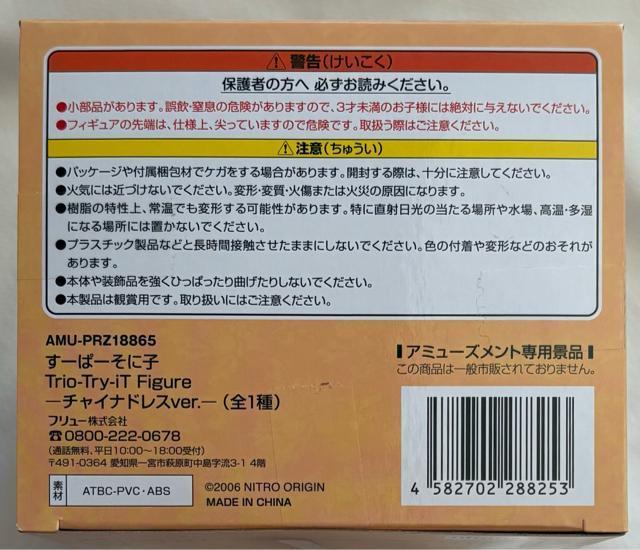 ⚠警告(けいこく)
保護者の方へ 必ずお読みください。
●小部品があります。誤飲・窒息の危険がありますので、3才未満のお子様には絶対に与えないでください。
●フィギュアの先端は、仕様上、尖っていますので危険です。取扱う際はご注意ください。
⚠注意(ちゅうい)
●パッケージや付属梱包材でケガをする場合があります。開封する際は、十分に注意してください。
●火気には近づけないでください。変形・変質・火傷または火災の原因になります。
●樹脂の特性上、常温でも変形する可能性があります。特に直射日光の当たる場所や水場、高温・多湿
になる場所には置かないでください。
●プラスチック製品などと長時間接触させたままにしないでください。色の付着や変形などのおそれが
あります。
●本体や装飾品を強くひっぱったり曲げたりしないでください。
●本製品は観賞用です。取り扱いにはご注意ください。
AMU-PRZ18865
すーぱーそに子
Trio-Try-iT Figure
―チャイナドレスver.―(全1種)
フリュー株式会社
☎0800-222-0678
(通話無料、平日10:00～18:00受付)
〒491-0364 愛知県一宮市萩原町中島字流3-1 4階
素材 ATBC-PVC・ABS
©2006 NITRO ORIGIN
MADE IN CHINA
アミューズメント専用景品
この商品は一般市販されておりません。
4 582702 288253